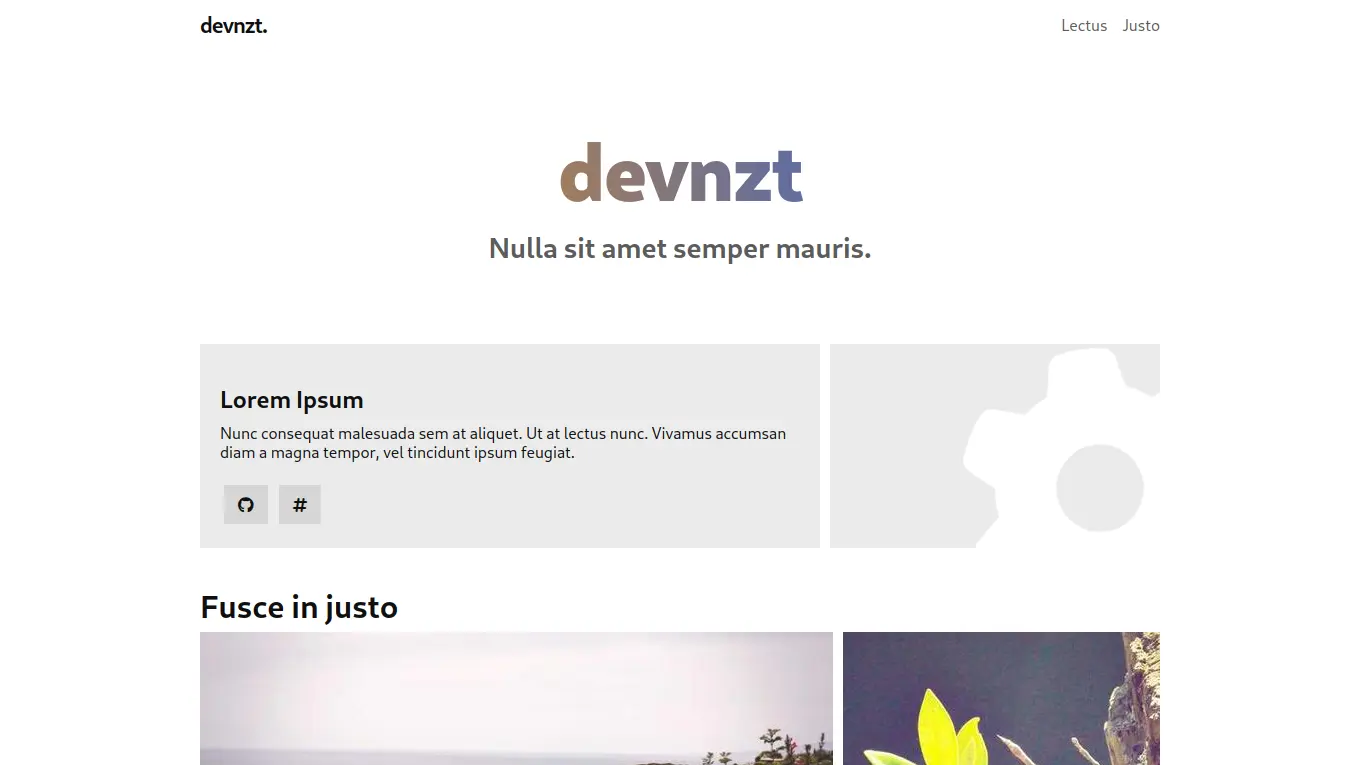 devnzt.
Lectus Justo
devnzt
Nulla sit amet semper mauris.
Lorem Ipsum
Nunc consequat malesuada sem at aliquet. Ut at lectus nunc. Vivamus accumsan
diam a magna tempor, vel tincidunt ipsum feugiat.
#
Fusce in justo